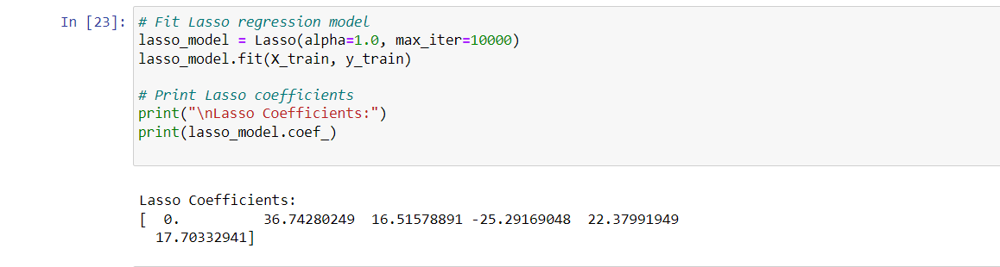 In [23]: # Fit Lasso regression model
lasso_model = Lasso(alpha=1.0, max_iter=10000)
lasso_model.fit(X_train, y_train)
# Print Lasso coefficients
print("\nLasso Coefficients:")
print(lasso_model.coef_)
Lasso Coefficients:
[  0.          36.74280249  16.51578891 -25.29169048  22.37991949
  17.70332941]